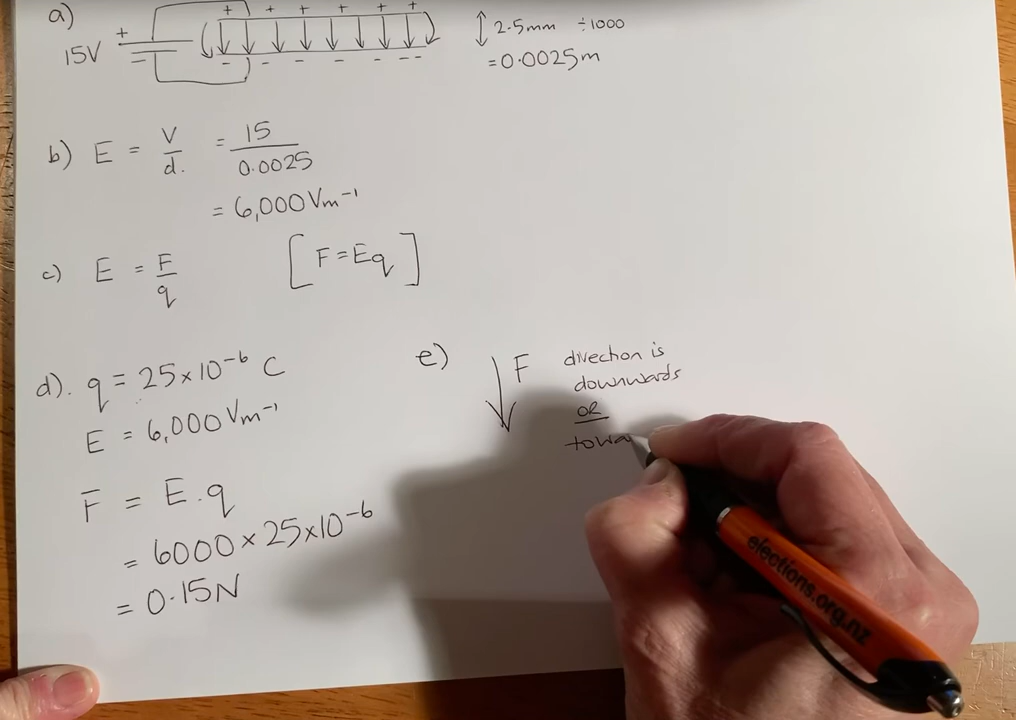 a)
15V
+
+ + + + + +
- - - - - --
2.5mm ÷1000
=0.0025m
b) E = V/d. = 15/0.0025
= 6,000 Vm⁻¹
c) E = F/q [F=Eq]
d). q = 25×10⁻⁶ C
E = 6,000 Vm⁻¹
F = E.q
= 6000 × 25×10⁻⁶
= 0.15N
e) F direction is
downwards
OR
towa
elections.org.nz